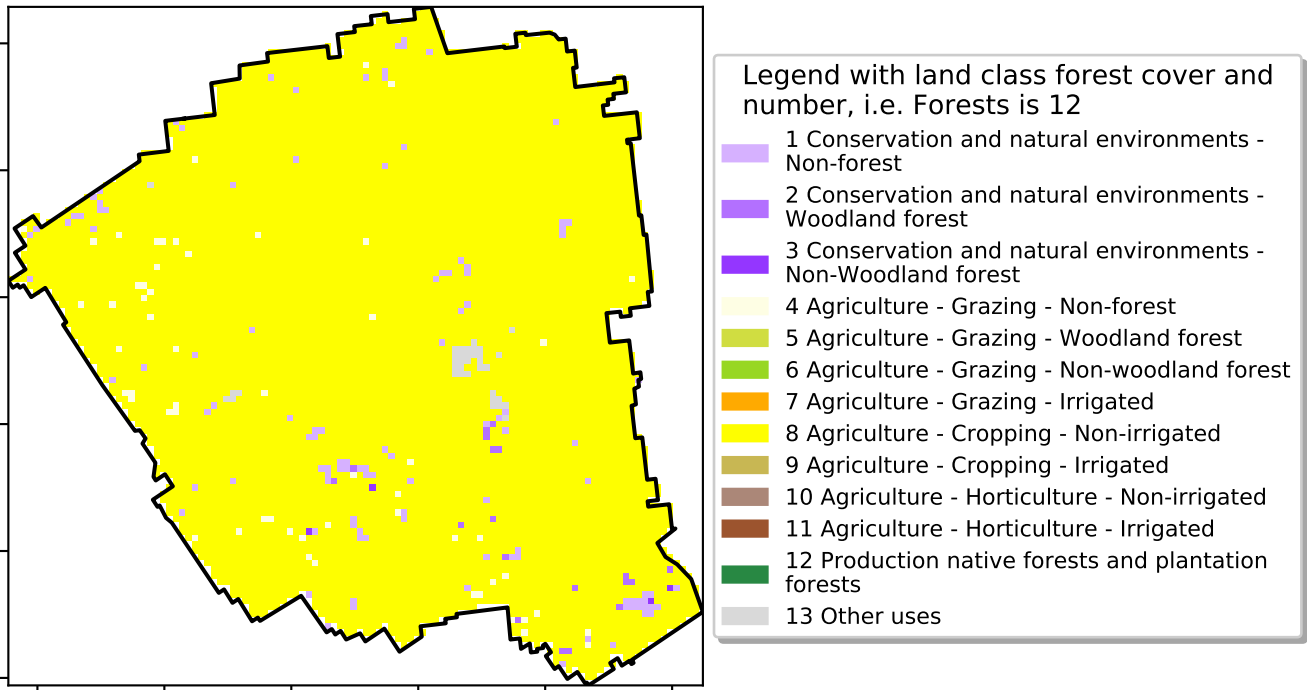 Legend with land class forest cover and
number, i.e. Forests is 12
1 Conservation and natural environments -
Non-forest
2 Conservation and natural environments -
Woodland forest
3 Conservation and natural environments -
Non-Woodland forest
4 Agriculture - Grazing - Non-forest
5 Agriculture - Grazing - Woodland forest
6 Agriculture - Grazing - Non-woodland forest
7 Agriculture - Grazing - Irrigated
8 Agriculture - Cropping - Non-irrigated
9 Agriculture - Cropping - Irrigated
10 Agriculture - Horticulture - Non-irrigated
11 Agriculture - Horticulture - Irrigated
12 Production native forests and plantation
forests
13 Other uses